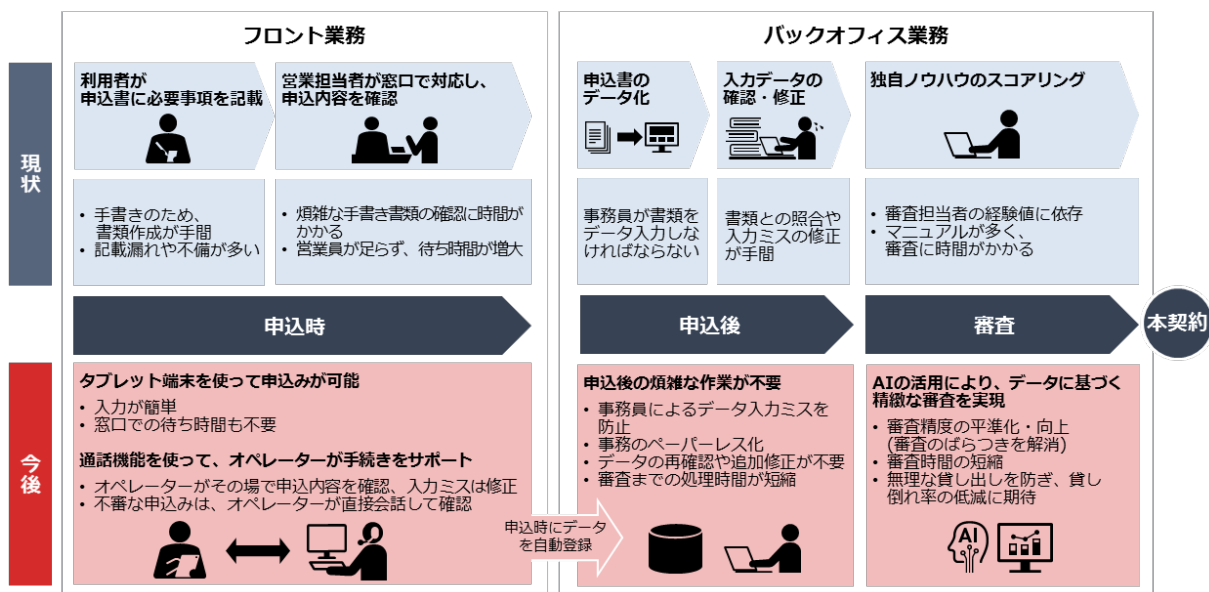 フロント業務
バックオフィス業務
現状
利用者が
申込書に必要事項を記載
営業担当者が窓口で対応し、
申込内容を確認
申込書の
データ化
入力データの
確認・修正
独自ノウハウのスコアリング
• 手書きのため、
書類作成が手間
• 記載漏れや不備が多い
• 煩雑な手書き書類の確認に時間が
かかる
• 営業員が足らず、待ち時間が増大
事務員が書類を
データ入力しな
ければならない
書類との照合や
入力ミスの修正
が手間
• 審査担当者の経験値に依存
• マニュアルが多く、
審査に時間がかかる
申込時
申込後
審査
本契約
今後
タブレット端末を使って申込みが可能
• 入力が簡単
• 窓口での待ち時間も不要
通話機能を使って、オペレーターが手続きをサポート
• オペレーターがその場で申込内容を確認、入力ミスは修正
• 不審な申込みは、オペレーターが直接会話して確認
申込時にデータ
を自動登録
申込後の煩雑な作業が不要
• 事務員によるデータ入力ミスを
防止
• 事務のペーパーレス化
• データの再確認や追加修正が不要
• 審査までの処理時間が短縮
AIの活用により、データに基づく
精緻な審査を実現
• 審査精度の平準化・向上
(審査のばらつきを解消)
• 審査時間の短縮
• 無理な貸し出しを防ぎ、貸し
倒れ率の低減に期待
AI